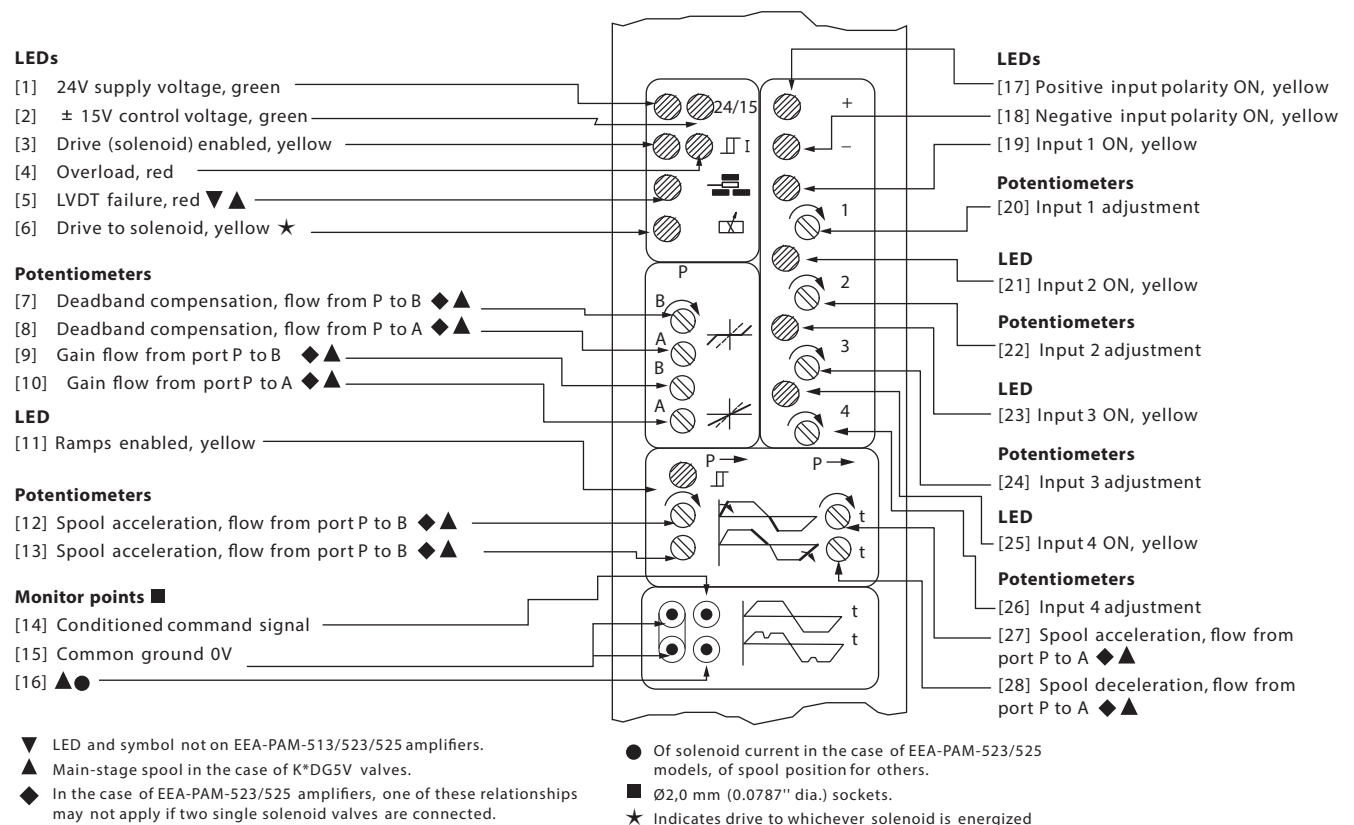 LEDs
[1] 24V supply voltage, green
[2] ± 15V control voltage, green
[3] Drive (solenoid) enabled, yellow
[4] Overload, red
[5] LVDT failure, red ▼ ▲
[6] Drive to solenoid, yellow ★
Potentiometers
[7] Deadband compensation, flow from P to B ◆ ▲
[8] Deadband compensation, flow from P to A ◆ ▲
[9] Gain flow from port P to B ◆ ▲
[10] Gain flow from port P to A ◆ ▲
LED
[11] Ramps enabled, yellow
Potentiometers
[12] Spool acceleration, flow from port P to B ◆ ▲
[13] Spool acceleration, flow from port P to B ◆ ▲
Monitor points ■
[14] Conditioned command signal
[15] Common ground 0V
[16] ▲●
24/15
I
P
B
A
B
A
+
–
1
2
3
4
P
P
t
t
t
t
LEDs
[17] Positive input polarity ON, yellow
[18] Negative input polarity ON, yellow
[19] Input 1 ON, yellow
Potentiometers
[20] Input 1 adjustment
LED
[21] Input 2 ON, yellow
Potentiometers
[22] Input 2 adjustment
LED
[23] Input 3 ON, yellow
Potentiometers
[24] Input 3 adjustment
LED
[25] Input 4 ON, yellow
Potentiometers
[26] Input 4 adjustment
[27] Spool acceleration, flow from
port P to A ◆ ▲
[28] Spool deceleration, flow from
port P to A ◆ ▲
▼ LED and symbol not on EEA-PAM-513/523/525 amplifiers.
▲ Main-stage spool in the case of K*DG5V valves.
◆ In the case of EEA-PAM-523/525 amplifiers, one of these relationships
may not apply if two single solenoid valves are connected.
● Of solenoid current in the case of EEA-PAM-523/525
models, of spool position for others.
■ Ø2,0 mm (0.0787'' dia.) sockets.
★ Indicates drive to whichever solenoid is energized